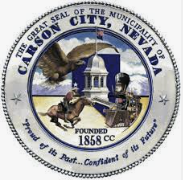 THE GREAT SEAL OF THE MUNICIPALITY OF
CARSON CITY, NEVADA
FOUNDED
1858 CC
"Proud of its Past...Confident of its Future"